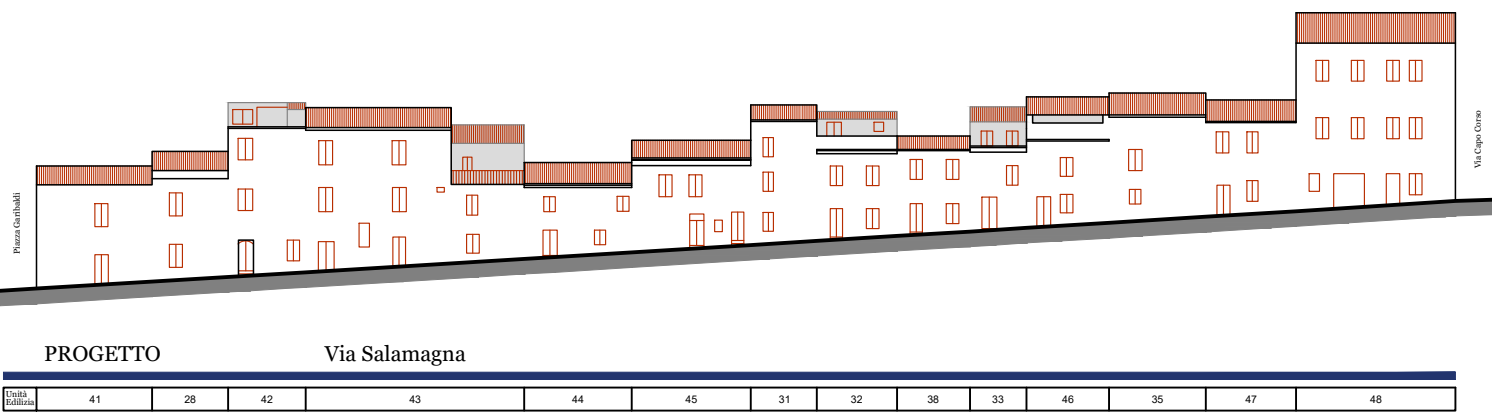 Piazza Garibaldi
Via Capo Corso
PROGETTO Via Salamagna
Unità
Edilizia
41 28 42 43 44 45 31 32 38 33 46 35 47 48